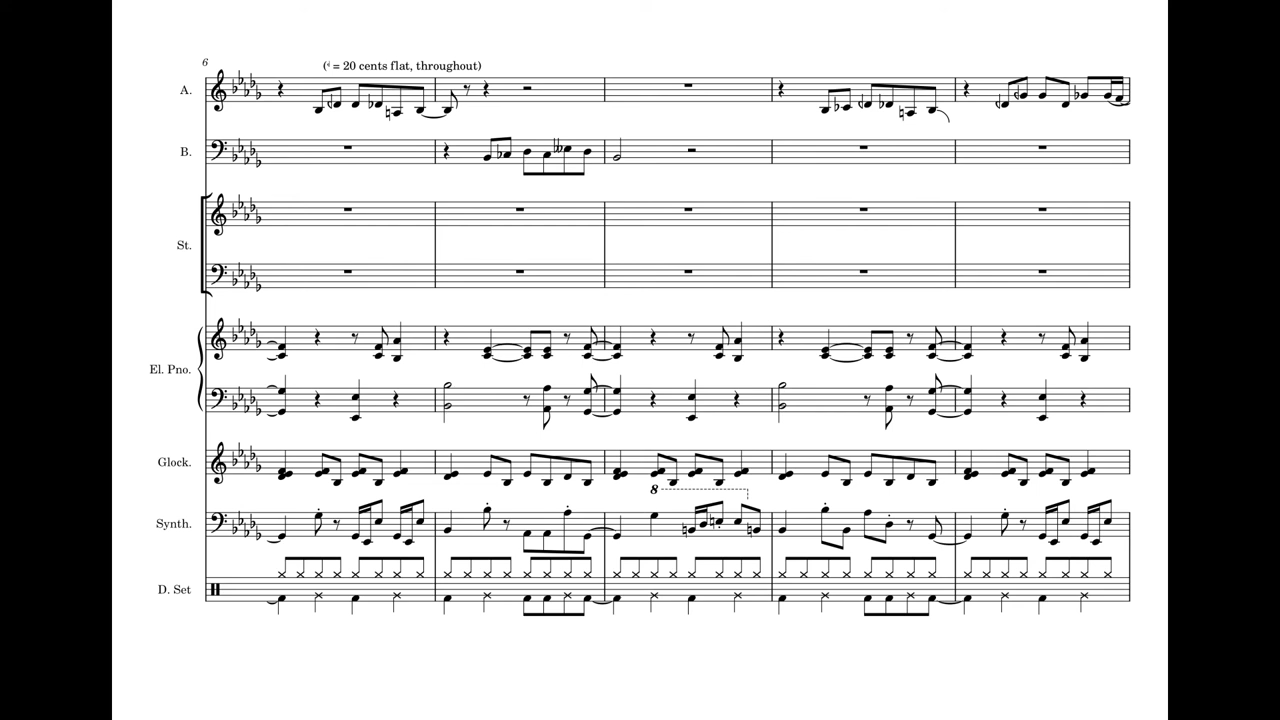 6
(𝆷 = 20 cents flat, throughout)
A.
B.
St.
El. Pno.
Glock.
8
Synth.
D. Set